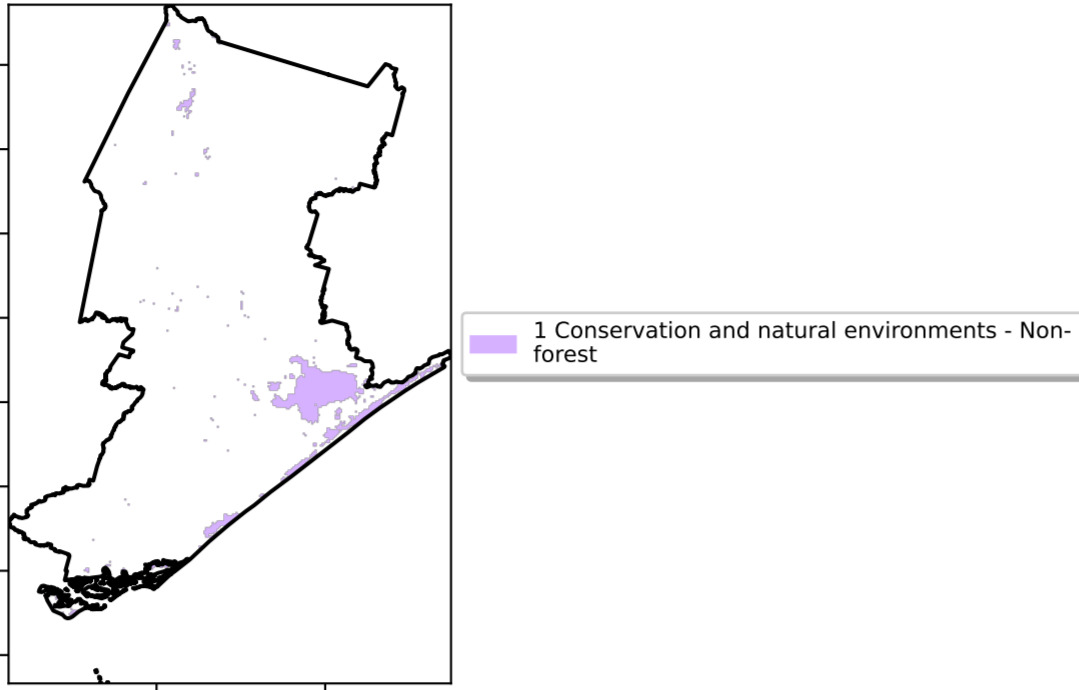 1 Conservation and natural environments - Non-
forest